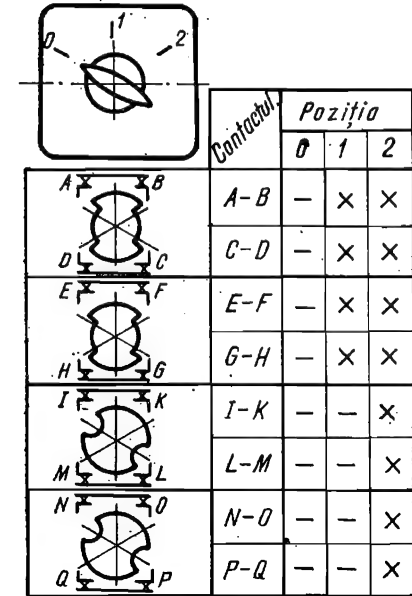 0 1 2
Contactul Poziția
0 1 2
A B
D C
A-B — × ×
C-D — × ×
E F
H G
E-F — × ×
G-H — × ×
I K
M L
I-K — — ×
L-M — — ×
N O
Q P
N-O — — ×
P-Q — — ×